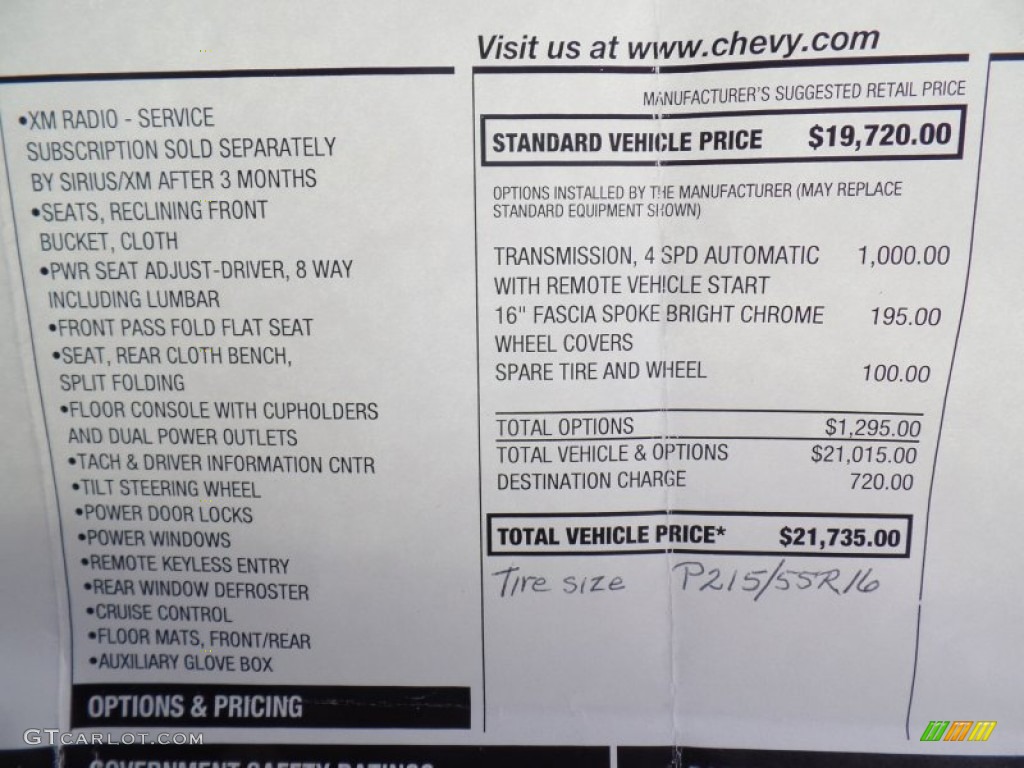 Visit us at www.chevy.com
•XM RADIO - SERVICE
SUBSCRIPTION SOLD SEPARATELY
BY SIRIUS/XM AFTER 3 MONTHS
•SEATS, RECLINING FRONT
BUCKET, CLOTH
•PWR SEAT ADJUST-DRIVER, 8 WAY
INCLUDING LUMBAR
•FRONT PASS FOLD FLAT SEAT
•SEAT, REAR CLOTH BENCH,
SPLIT FOLDING
•FLOOR CONSOLE WITH CUPHOLDERS
AND DUAL POWER OUTLETS
•TACH & DRIVER INFORMATION CNTR
•TILT STEERING WHEEL
•POWER DOOR LOCKS
•POWER WINDOWS
•REMOTE KEYLESS ENTRY
•REAR WINDOW DEFROSTER
•CRUISE CONTROL
•FLOOR MATS, FRONT/REAR
•AUXILIARY GLOVE BOX
OPTIONS & PRICING
MANUFACTURER'S SUGGESTED RETAIL PRICE
STANDARD VEHICLE PRICE $19,720.00
OPTIONS INSTALLED BY THE MANUFACTURER (MAY REPLACE
STANDARD EQUIPMENT SHOWN)
TRANSMISSION, 4 SPD AUTOMATIC 1,000.00
WITH REMOTE VEHICLE START
16" FASCIA SPOKE BRIGHT CHROME 195.00
WHEEL COVERS
SPARE TIRE AND WHEEL 100.00
TOTAL OPTIONS $1,295.00
TOTAL VEHICLE & OPTIONS $21,015.00
DESTINATION CHARGE 720.00
TOTAL VEHICLE PRICE* $21,735.00
Tire size P215/55R16
GTCARLOT.COM
GOVERNMENT SAFETY RATINGS